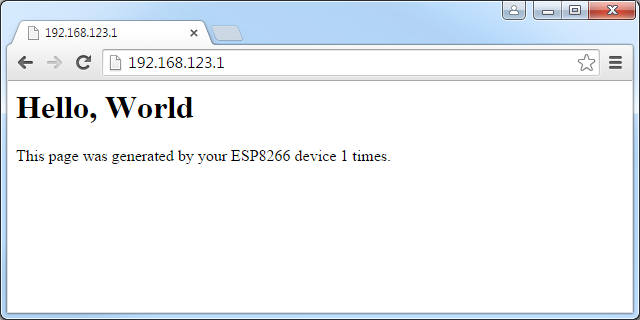 192.168.123.1
192.168.123.1
Hello, World
This page was generated by your ESP8266 device 1 times.